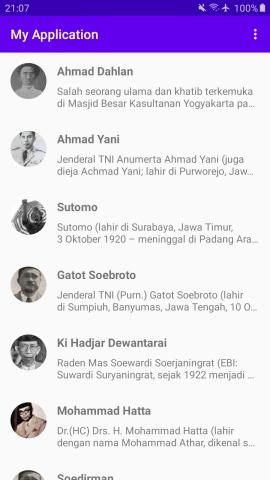 21:07
100%
My Application
Ahmad Dahlan
Salah seorang ulama dan khatib terkemuka
di Masjid Besar Kasultanan Yogyakarta pa...
Ahmad Yani
Jenderal TNI Anumerta Ahmad Yani (juga
dieja Achmad Yani; lahir di Purworejo, Jaw...
Sutomo
Sutomo (lahir di Surabaya, Jawa Timur,
3 Oktober 1920 – meninggal di Padang Ara...
Gatot Soebroto
Jenderal TNI (Purn.) Gatot Soebroto (lahir
di Sumpiuh, Banyumas, Jawa Tengah, 10 O...
Ki Hadjar Dewantarai
Raden Mas Soewardi Soerjaningrat (EBI:
Suwardi Suryaningrat, sejak 1922 menjadi ...
Mohammad Hatta
Dr.(HC) Drs. H. Mohammad Hatta (lahir
dengan nama Mohammad Athar, dikenal s...
Soedirman